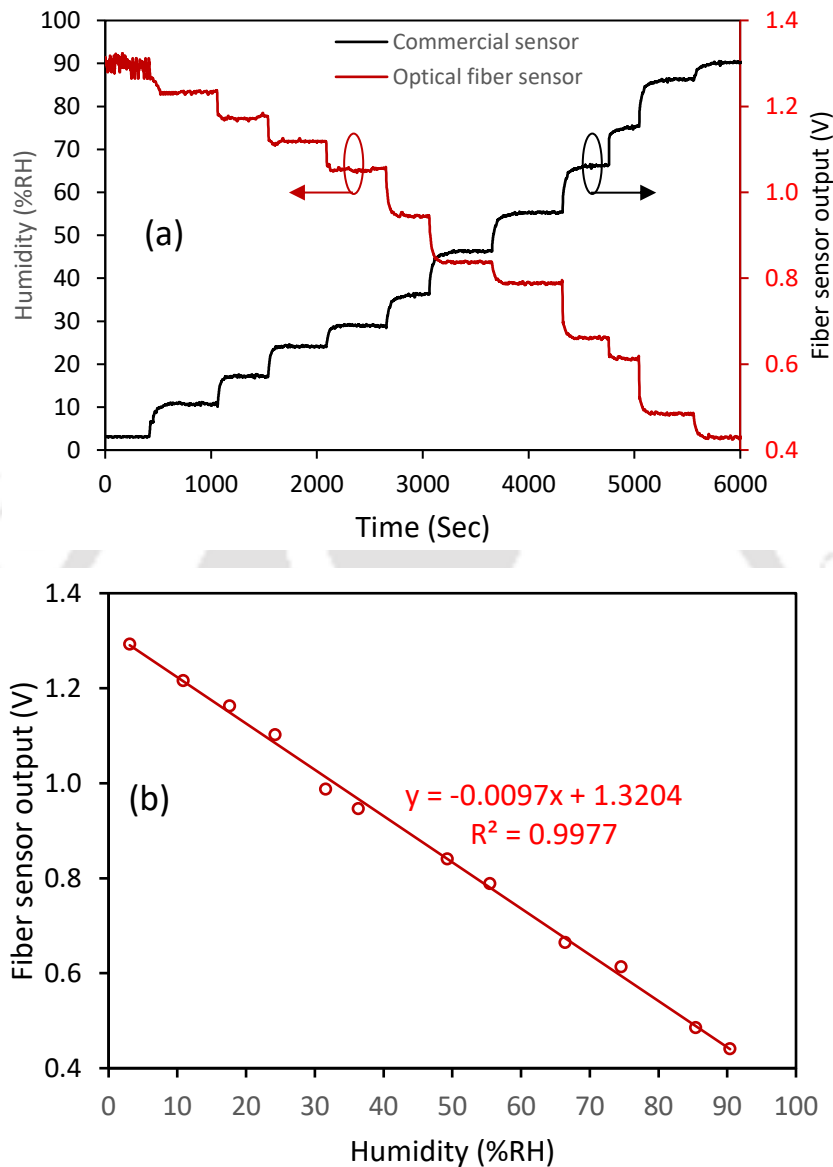 100
90
80
70
60
50
40
30
20
10
0
Humidity (%RH)
Commercial sensor
Optical fiber sensor
(a)
1.4
1.2
1.0
0.8
0.6
0.4
Fiber sensor output (V)
0 1000 2000 3000 4000 5000 6000
Time (Sec)
1.4
1.2
1.0
0.8
0.6
0.4
Fiber sensor output (V)
(b)
y = -0.0097x + 1.3204
R² = 0.9977
0 10 20 30 40 50 60 70 80 90 100
Humidity (%RH)